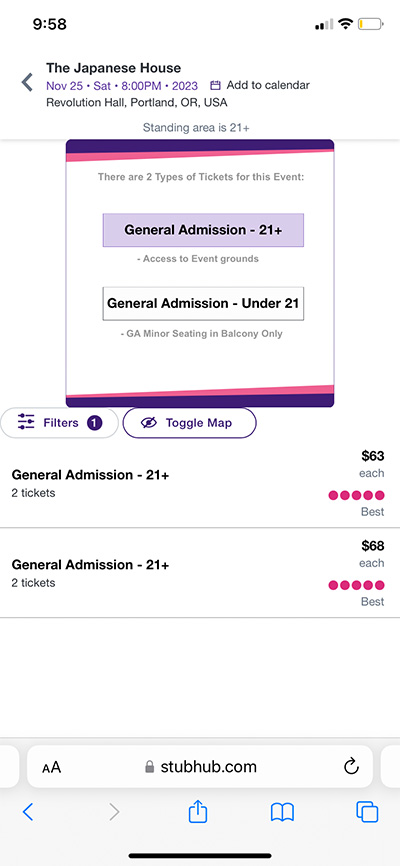 9:58
The Japanese House
Nov 25 • Sat • 8:00PM • 2023 Add to calendar
Revolution Hall, Portland, OR, USA
Standing area is 21+
There are 2 Types of Tickets for this Event:
General Admission - 21+
- Access to Event grounds
General Admission - Under 21
- GA Minor Seating in Balcony Only
Filters 1 Toggle Map
$63
General Admission - 21+ each
2 tickets
Best
$68
General Admission - 21+ each
2 tickets
Best
AA stubhub.com